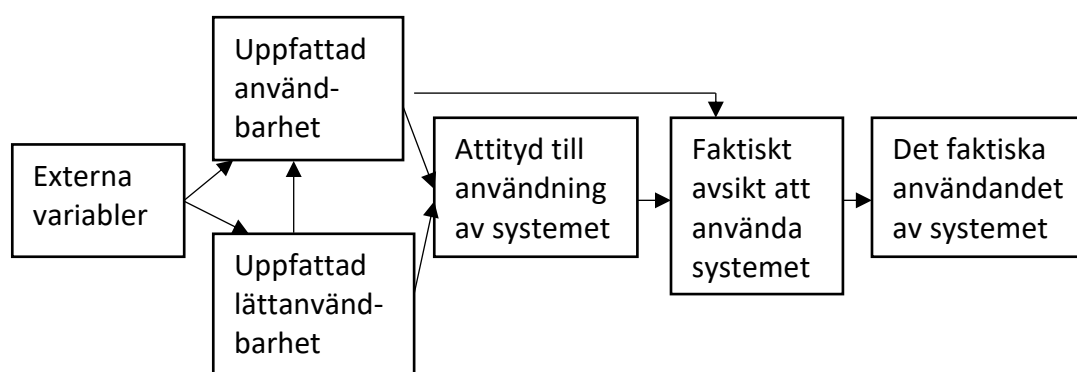 Externa
variabler
Uppfattad
använd-
barhet
Uppfattad
lättanvänd-
barhet
Attityd till
användning
av systemet
Faktiskt
avsikt att
använda
systemet
Det faktiska
användandet
av systemet